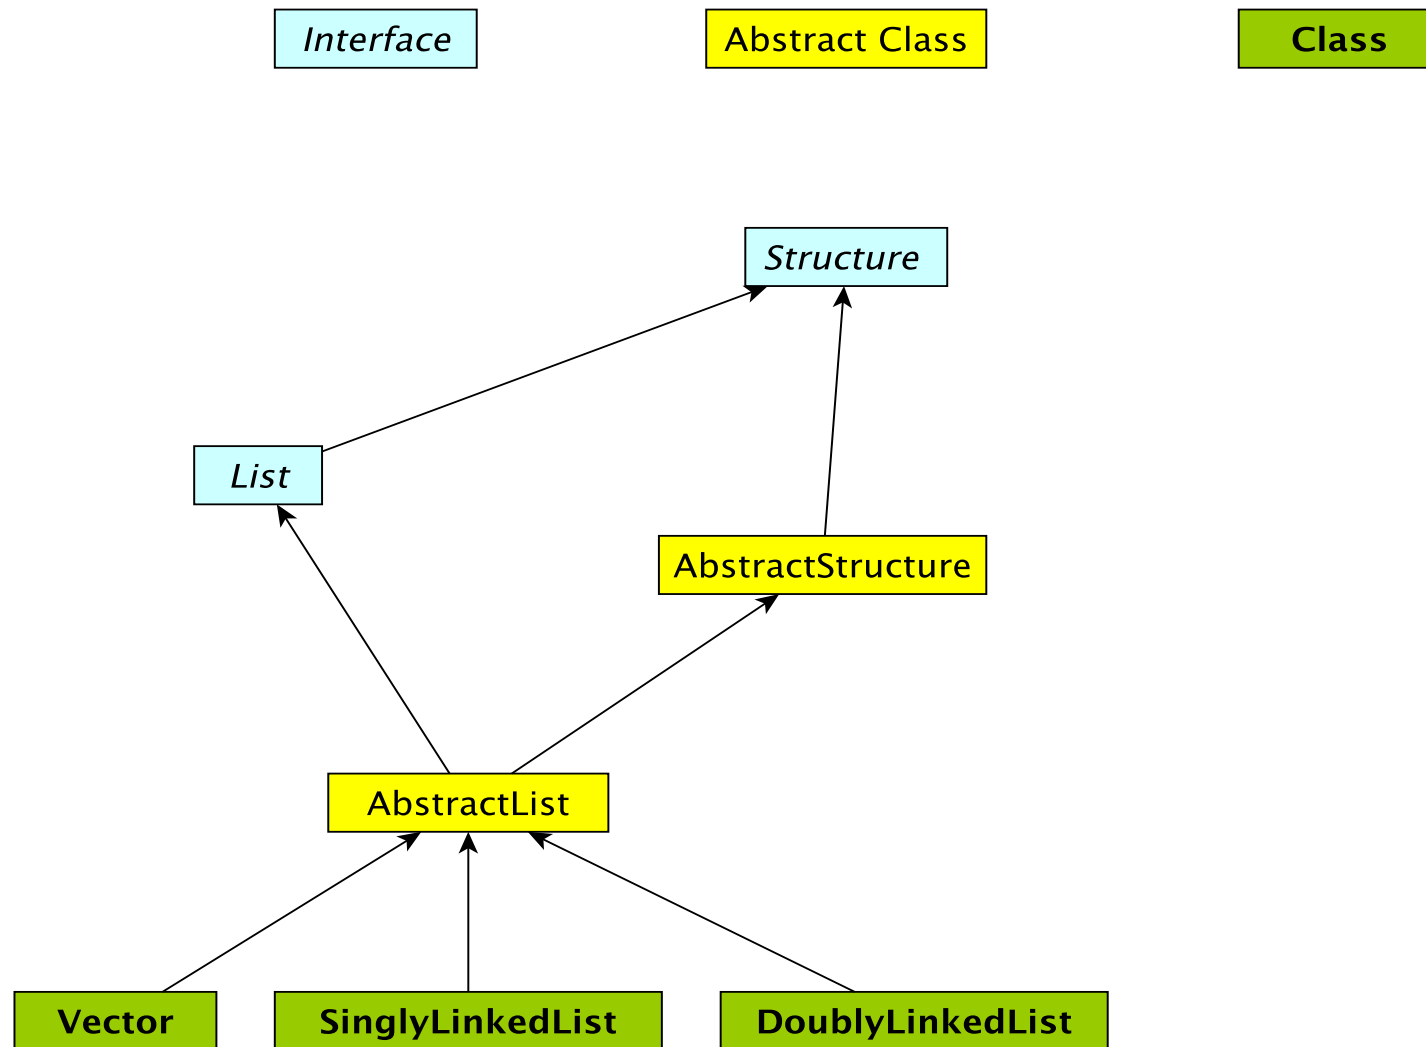 Interface
Abstract Class
Class
Structure
List
AbstractStructure
AbstractList
Vector
SinglyLinkedList
DoublyLinkedList